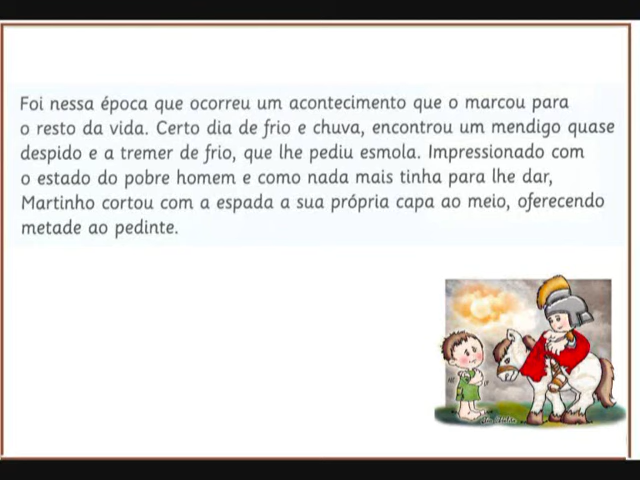 Foi nessa época que ocorreu um acontecimento que o marcou para
o resto da vida. Certo dia de frio e chuva, encontrou um mendigo quase
despido e a tremer de frio, que lhe pediu esmola. Impressionado com
o estado do pobre homem e como nada mais tinha para lhe dar,
Martinho cortou com a espada a sua própria capa ao meio, oferecendo
metade ao pedinte.